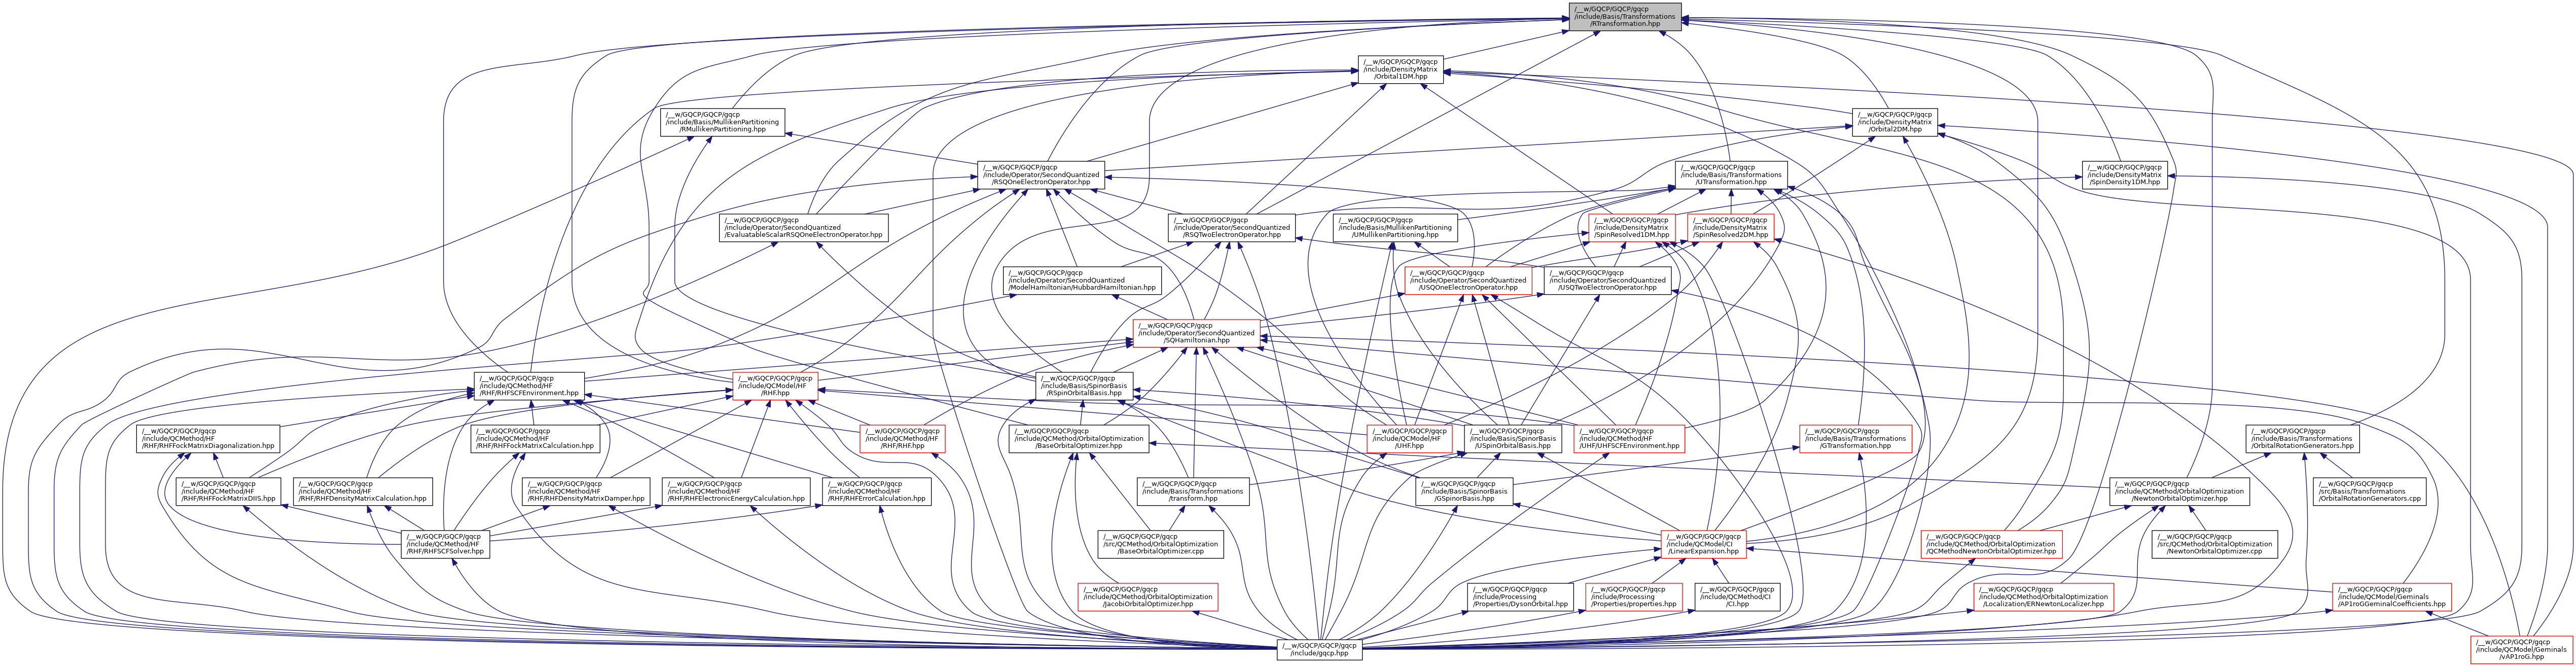 /__w/GQCP/GQCP/gqcp
/include/Basis/Transformations
/RTransformation.hpp
/__w/GQCP/GQCP/gqcp
/include/DensityMatrix
/Orbital1DM.hpp
/__w/GQCP/GQCP/gqcp
/include/Basis/MullikenPartitioning
/RMullikenPartitioning.hpp
/__w/GQCP/GQCP/gqcp
/include/DensityMatrix
/Orbital2DM.hpp
/__w/GQCP/GQCP/gqcp
/include/Operator/SecondQuantized
/RSQOneElectronOperator.hpp
/__w/GQCP/GQCP/gqcp
/include/Basis/Transformations
/UTransformation.hpp
/__w/GQCP/GQCP/gqcp
/include/DensityMatrix
/SpinDensity1DM.hpp
/__w/GQCP/GQCP/gqcp
/include/Operator/SecondQuantized
/EvaluatableScalarRSQOneElectronOperator.hpp
/__w/GQCP/GQCP/gqcp
/include/Operator/SecondQuantized
/RSQTwoElectronOperator.hpp
/__w/GQCP/GQCP/gqcp
/include/Basis/MullikenPartitioning
/UMullikenPartitioning.hpp
/__w/GQCP/GQCP/gqcp
/include/DensityMatrix
/SpinResolved1DM.hpp
/__w/GQCP/GQCP/gqcp
/include/DensityMatrix
/SpinResolved2DM.hpp
/__w/GQCP/GQCP/gqcp
/include/Operator/SecondQuantized
/ModelHamiltonian/HubbardHamiltonian.hpp
/__w/GQCP/GQCP/gqcp
/include/Operator/SecondQuantized
/USQOneElectronOperator.hpp
/__w/GQCP/GQCP/gqcp
/include/Operator/SecondQuantized
/USQTwoElectronOperator.hpp
/__w/GQCP/GQCP/gqcp
/include/Operator/SecondQuantized
/SQHamiltonian.hpp
/__w/GQCP/GQCP/gqcp
/include/QCMethod/HF
/RHF/RHFSCFEnvironment.hpp
/__w/GQCP/GQCP/gqcp
/include/QCModel/HF
/RHF.hpp
/__w/GQCP/GQCP/gqcp
/include/Basis/SpinorBasis
/RSpinOrbitalBasis.hpp
/__w/GQCP/GQCP/gqcp
/include/QCMethod/HF
/RHF/RHFFockMatrixDiagonalization.hpp
/__w/GQCP/GQCP/gqcp
/include/QCMethod/HF
/RHF/RHFFockMatrixCalculation.hpp
/__w/GQCP/GQCP/gqcp
/include/QCMethod/HF
/RHF/RHF.hpp
/__w/GQCP/GQCP/gqcp
/include/QCMethod/OrbitalOptimization
/BaseOrbitalOptimizer.hpp
/__w/GQCP/GQCP/gqcp
/include/QCModel/HF
/UHF.hpp
/__w/GQCP/GQCP/gqcp
/include/Basis/SpinorBasis
/USpinOrbitalBasis.hpp
/__w/GQCP/GQCP/gqcp
/include/QCMethod/HF
/UHF/UHFSCFEnvironment.hpp
/__w/GQCP/GQCP/gqcp
/include/Basis/Transformations
/GTransformation.hpp
/__w/GQCP/GQCP/gqcp
/include/Basis/Transformations
/OrbitalRotationGenerators.hpp
/__w/GQCP/GQCP/gqcp
/include/QCMethod/HF
/RHF/RHFFockMatrixDIIS.hpp
/__w/GQCP/GQCP/gqcp
/include/QCMethod/HF
/RHF/RHFDensityMatrixCalculation.hpp
/__w/GQCP/GQCP/gqcp
/include/QCMethod/HF
/RHF/RHFDensityMatrixDamper.hpp
/__w/GQCP/GQCP/gqcp
/include/QCMethod/HF
/RHF/RHFElectronicEnergyCalculation.hpp
/__w/GQCP/GQCP/gqcp
/include/QCMethod/HF
/RHF/RHFErrorCalculation.hpp
/__w/GQCP/GQCP/gqcp
/include/Basis/Transformations
/transform.hpp
/__w/GQCP/GQCP/gqcp
/include/Basis/SpinorBasis
/GSpinorBasis.hpp
/__w/GQCP/GQCP/gqcp
/include/QCMethod/OrbitalOptimization
/NewtonOrbitalOptimizer.hpp
/__w/GQCP/GQCP/gqcp
/src/Basis/Transformations
/OrbitalRotationGenerators.cpp
/__w/GQCP/GQCP/gqcp
/include/QCMethod/HF
/RHF/RHFSCFSolver.hpp
/__w/GQCP/GQCP/gqcp
/src/QCMethod/OrbitalOptimization
/BaseOrbitalOptimizer.cpp
/__w/GQCP/GQCP/gqcp
/include/QCModel/CI
/LinearExpansion.hpp
/__w/GQCP/GQCP/gqcp
/include/QCMethod/OrbitalOptimization
/QCMethodNewtonOrbitalOptimizer.hpp
/__w/GQCP/GQCP/gqcp
/src/QCMethod/OrbitalOptimization
/NewtonOrbitalOptimizer.cpp
/__w/GQCP/GQCP/gqcp
/include/QCMethod/OrbitalOptimization
/JacobiOrbitalOptimizer.hpp
/__w/GQCP/GQCP/gqcp
/include/Processing
/Properties/DysonOrbital.hpp
/__w/GQCP/GQCP/gqcp
/include/Processing
/Properties/properties.hpp
/__w/GQCP/GQCP/gqcp
/include/QCMethod/CI
/CI.hpp
/__w/GQCP/GQCP/gqcp
/include/QCMethod/OrbitalOptimization
/Localization/ERNewtonLocalizer.hpp
/__w/GQCP/GQCP/gqcp
/include/QCModel/Geminals
/AP1roGGeminalCoefficients.hpp
/__w/GQCP/GQCP/gqcp
/include/gqcp.hpp
/__w/GQCP/GQCP/gqcp
/include/QCModel/Geminals
/vAP1roG.hpp